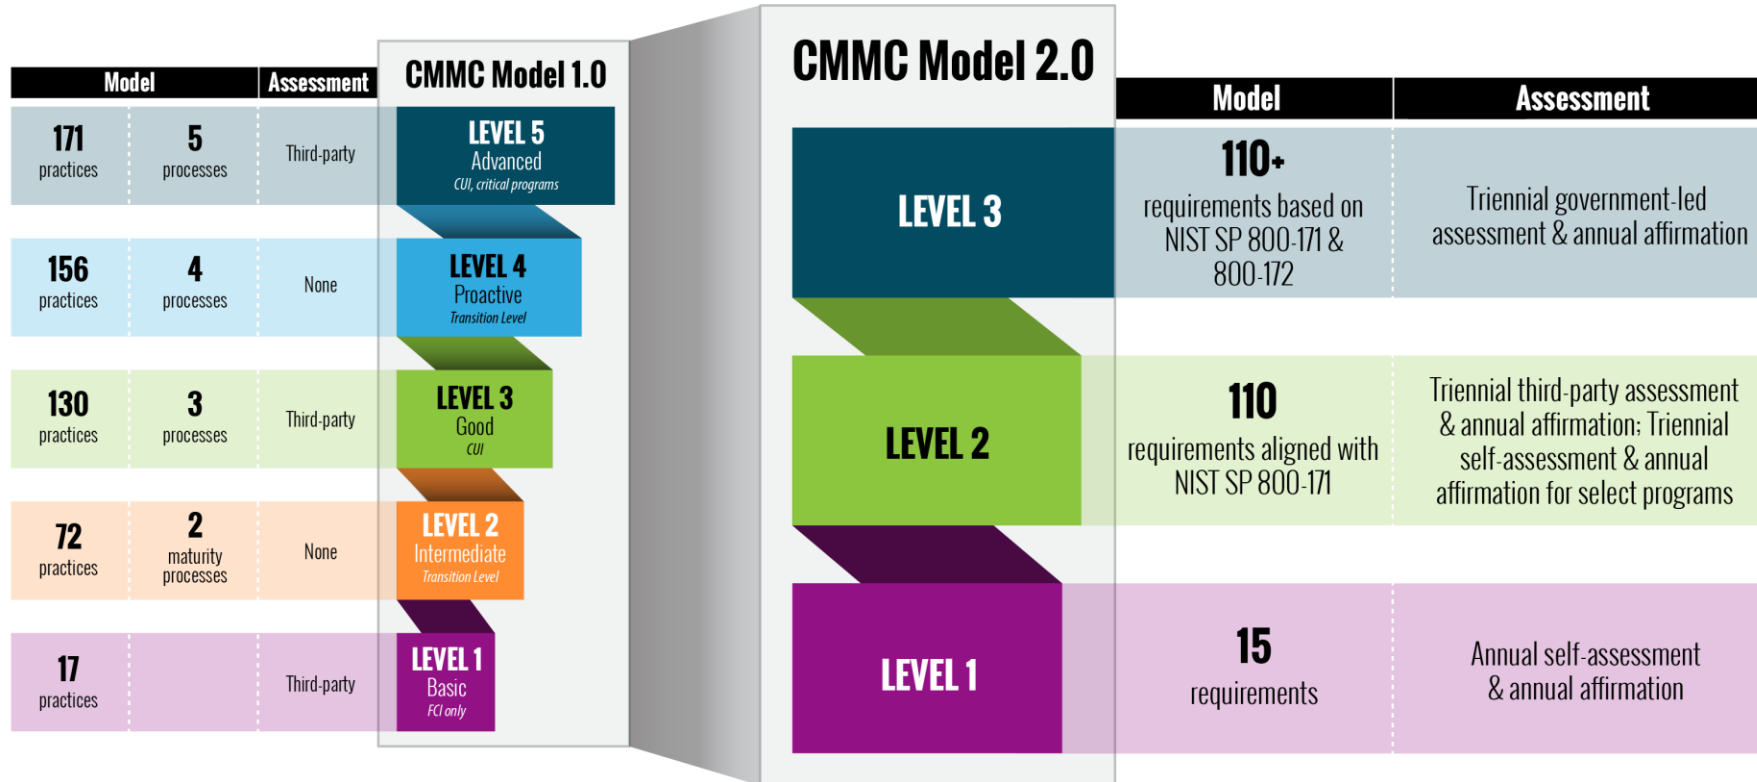 CMMC Model 1.0
Model
Assessment
171
practices
5
processes
Third-party
LEVEL 5
Advanced
CUI, critical programs
156
practices
4
processes
None
LEVEL 4
Proactive
Transition Level
130
practices
3
processes
Third-party
LEVEL 3
Good
CUI
72
practices
2
maturity
processes
None
LEVEL 2
Intermediate
Transition Level
17
practices
Third-party
LEVEL 1
Basic
FCI only
CMMC Model 2.0
Model
Assessment
LEVEL 3
110+
requirements based on
NIST SP 800-171 &
800-172
Triennial government-led
assessment & annual affirmation
LEVEL 2
110
requirements aligned with
NIST SP 800-171
Triennial third-party assessment
& annual affirmation; Triennial
self-assessment & annual
affirmation for select programs
LEVEL 1
15
requirements
Annual self-assessment
& annual affirmation